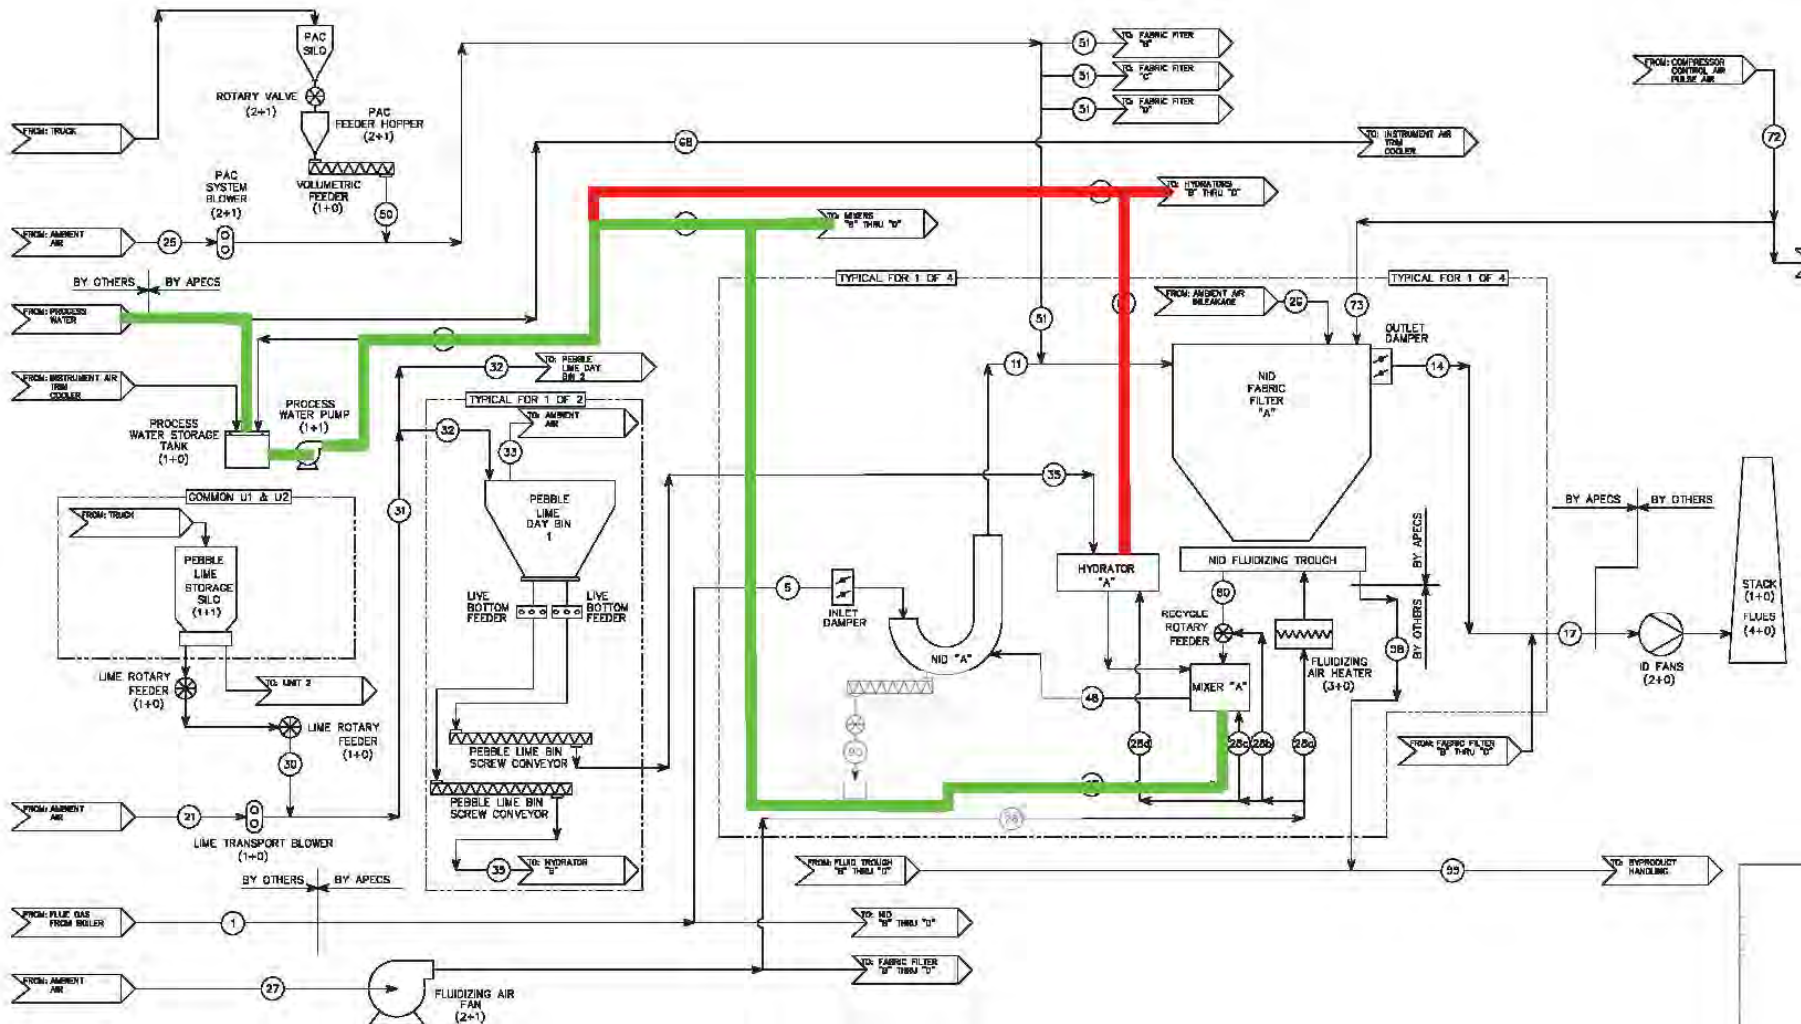 PAC
SILO
ROTARY VALVE
(2+1)
PAC
FEEDER HOPPER
(2+1)
FROM: TRUCK
VOLUMETRIC
FEEDER
(1+0)
PAC
SYSTEM
BLOWER
(2+1)
50
FROM: AMBIENT
AIR
25
51
TO: FABRIC FITER
"B"
51
TO: FABRIC FITER
"C"
51
TO: FABRIC FITER
"D"
FROM: COMPRESSOR
CONTROL AIR
PULSE AIR
72
68
TO: INSTRUMENT AIR
TRIM
COOLER
TO: HYDRATORS
"B" THRU "D"
TO: MIXERS
"B" THRU "D"
BY OTHERS
BY APECS
FROM: PROCESS
WATER
FROM: INSTRUMENT AIR
TRIM
COOLER
PROCESS
WATER PUMP
(1+1)
PROCESS
WATER STORAGE
TANK
(1+0)
TYPICAL FOR 1 OF 4
TYPICAL FOR 1 OF 4
FROM: AMBIENT AIR
INLEAKAGE
26
73
51
11
OUTLET
DAMPER
14
NID
FABRIC
FILTER
"A"
32
TO: PEBBLE
LIME DAY
BIN 2
TYPICAL FOR 1 OF 2
TO: AMBIENT
AIR
32
33
31
35
PEBBLE
LIME
DAY BIN
1
COMMON U1 & U2
FROM: TRUCK
PEBBLE
LIME
STORAGE
SILO
(1+1)
LIME ROTARY
FEEDER
(1+0)
TO: UNIT 2
LIME ROTARY
FEEDER
(1+0)
30
LIVE
BOTTOM
FEEDER
LIVE
BOTTOM
FEEDER
5
INLET
DAMPER
NID "A"
HYDRATOR
"A"
NID FLUIDIZING TROUGH
60
RECYCLE
ROTARY
FEEDER
MIXER "A"
FLUIDIZING
AIR HEATER
(3+0)
98
BY APECS
BY OTHERS
BY APECS
BY OTHERS
STACK
(1+0)
FLUES
(4+0)
17
ID FANS
(2+0)
48
28d
28c
28b
28a
FROM: FABRIC FILTER
"B" THRU "D"
PEBBLE LIME BIN
SCREW CONVEYOR
PEBBLE LIME BIN
SCREW CONVEYOR
FROM: AMBIENT
AIR
21
LIME TRANSPORT BLOWER
(1+0)
35
TO: HYDRATOR
"B"
FROM: FLUID TROUGH
"B" THRU "D"
99
TO: BYPRODUCT
HANDLING
BY OTHERS
BY APECS
FROM: FLUE GAS
FROM BOILER
1
TO: NID
"B" THRU "D"
TO: FABRIC FILTER
"B" THRU "D"
FROM: AMBIENT
AIR
27
FLUIDIZING AIR
FAN
(2+1)